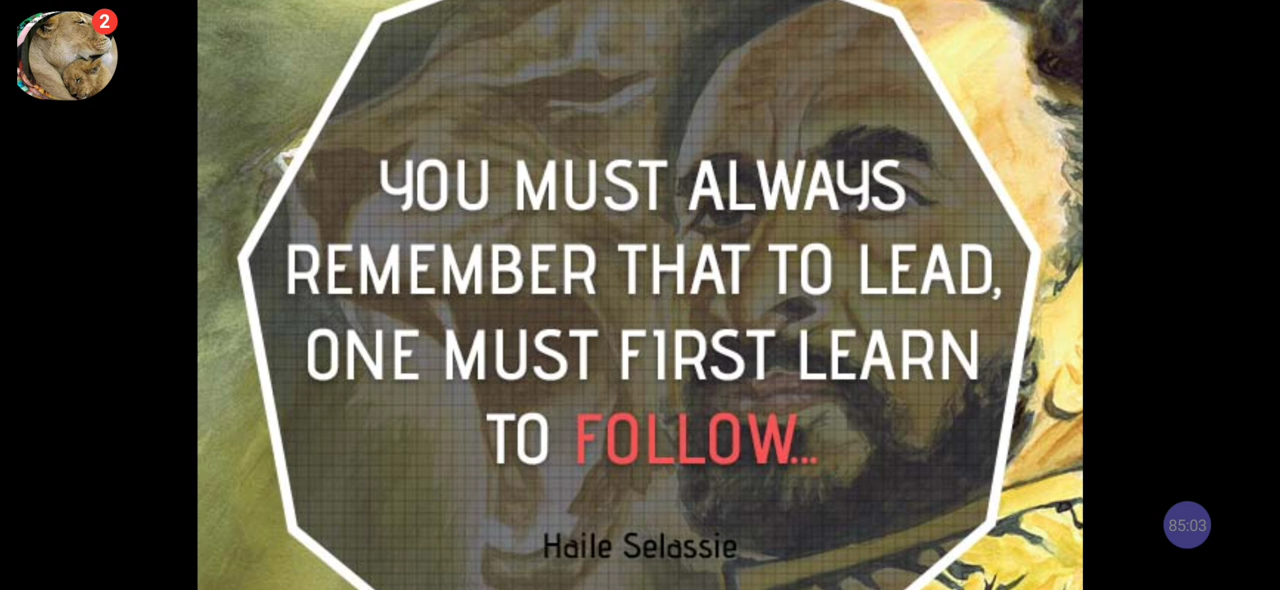 2
YOU MUST ALWAYS
REMEMBER THAT TO LEAD,
ONE MUST FIRST LEARN
TO FOLLOW...
Haile Selassie
85:03